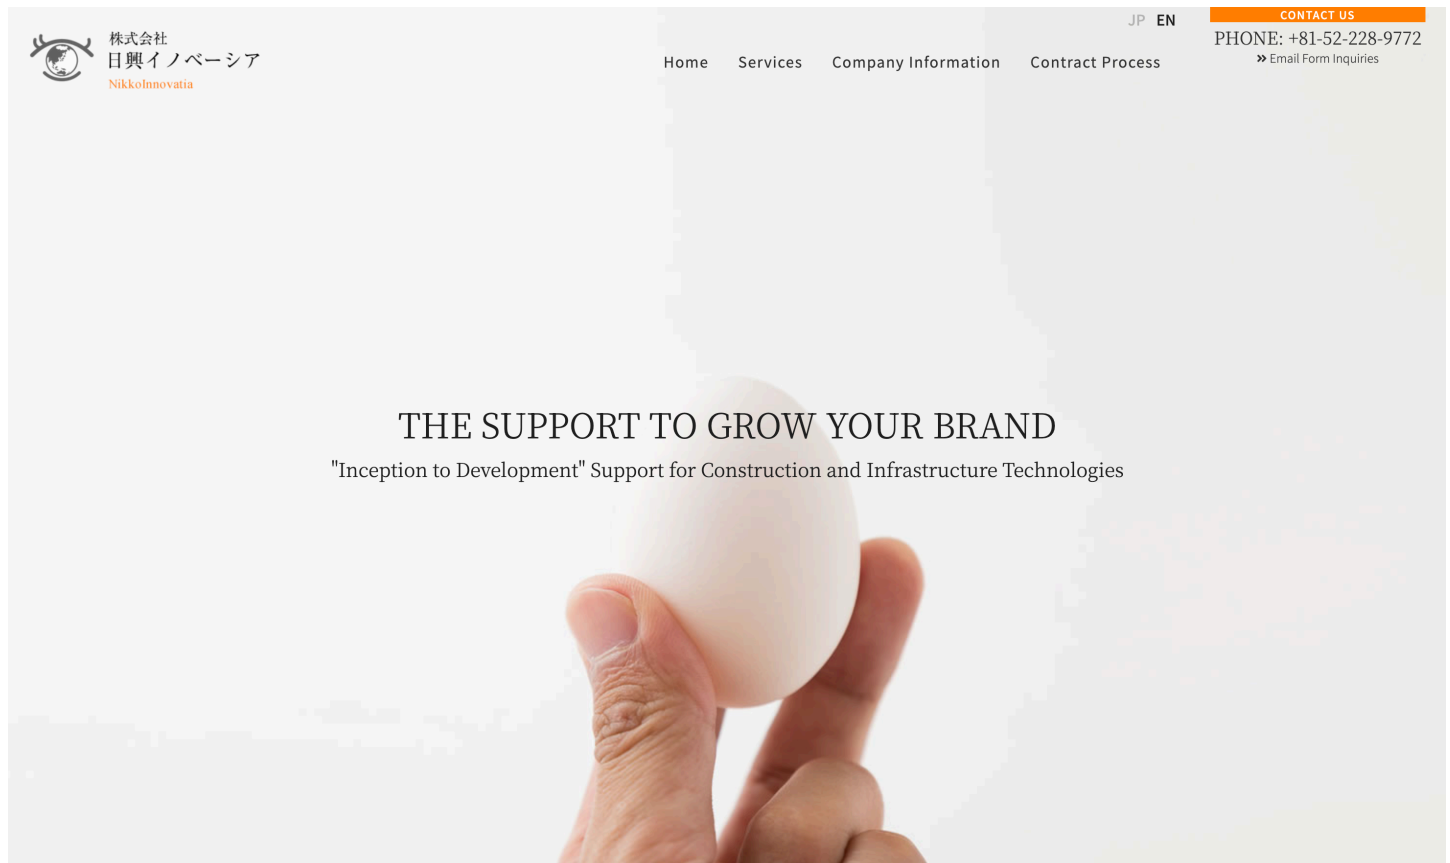 株式会社
日興イノベーシア
NikkoInnovatia
JP EN
CONTACT US
PHONE: +81-52-228-9772
Email Form Inquiries
Home Services Company Information Contract Process
THE SUPPORT TO GROW YOUR BRAND
"Inception to Development" Support for Construction and Infrastructure Technologies